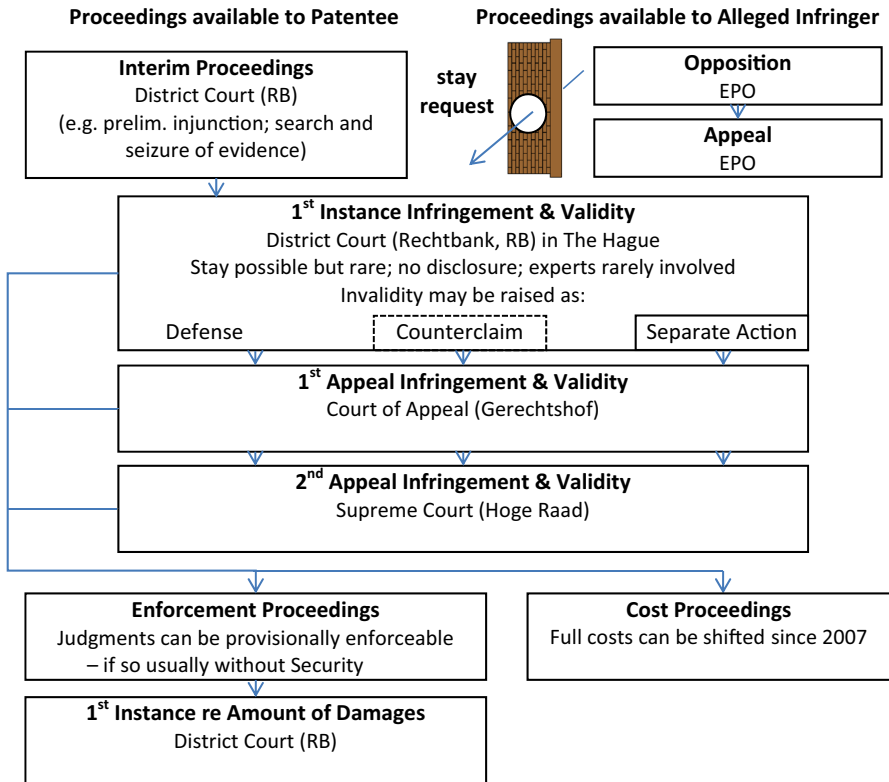 Proceedings available to Patentee
Proceedings available to Alleged Infringer
Interim Proceedings
District Court (RB)
(e.g. prelim. injunction; search and
seizure of evidence)
stay
request
Opposition
EPO
Appeal
EPO
1st Instance Infringement & Validity
District Court (Rechtbank, RB) in The Hague
Stay possible but rare; no disclosure; experts rarely involved
Invalidity may be raised as:
Defense
Counterclaim
Separate Action
1st Appeal Infringement & Validity
Court of Appeal (Gerechtshof)
2nd Appeal Infringement & Validity
Supreme Court (Hoge Raad)
Enforcement Proceedings
Judgments can be provisionally enforceable
– if so usually without Security
Cost Proceedings
Full costs can be shifted since 2007
1st Instance re Amount of Damages
District Court (RB)